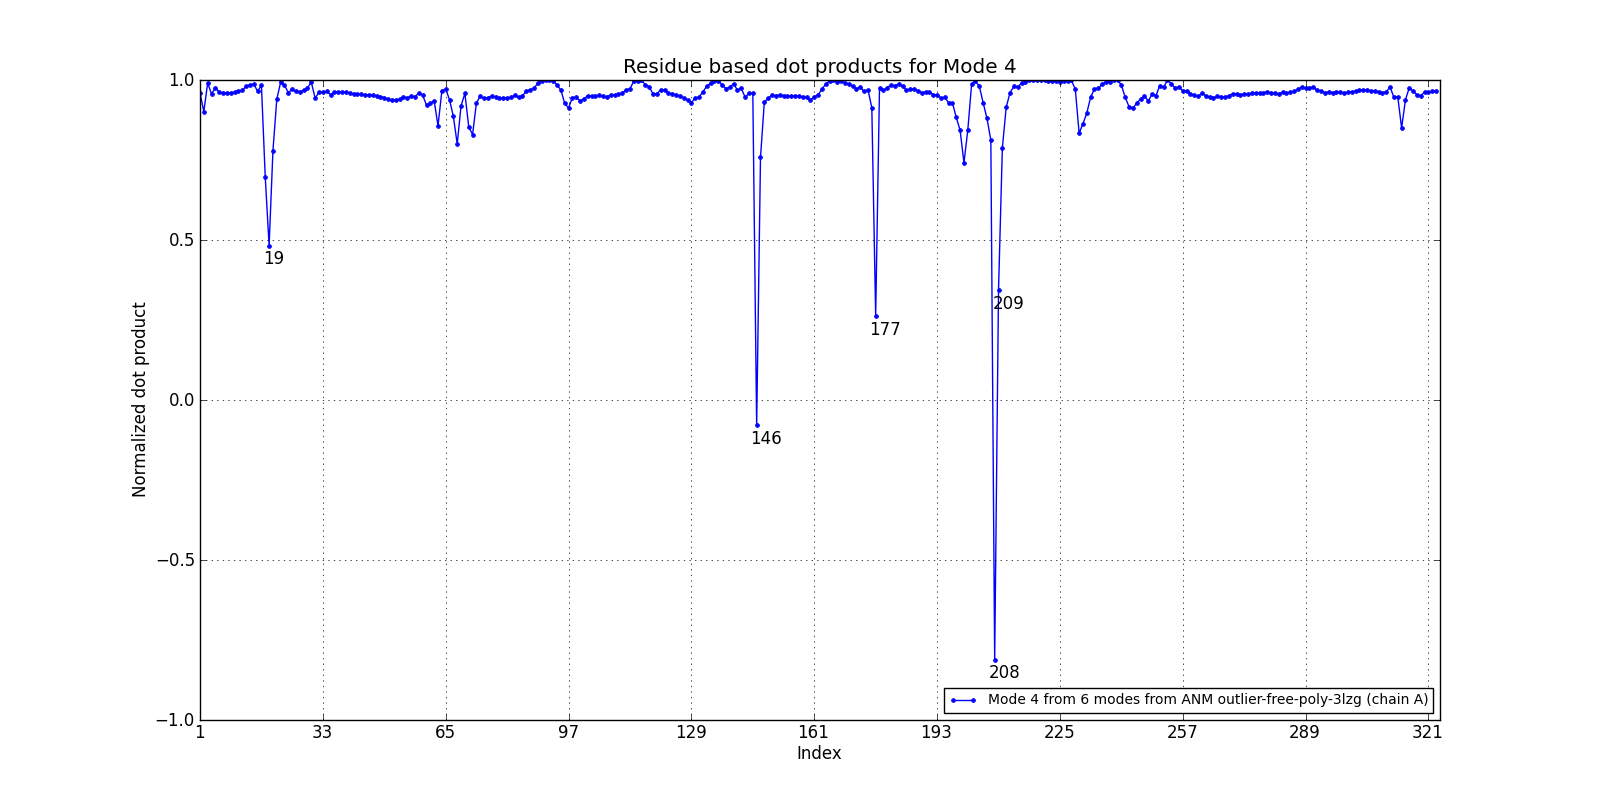 Residue based dot products for Mode 4
1.0
0.5
0.0
−0.5
−1.0
Normalized dot product
19
146
177
209
208
Mode 4 from 6 modes from ANM outlier-free-poly-3lzg (chain A)
1 33 65 97 129 161 193 225 257 289 321
Index